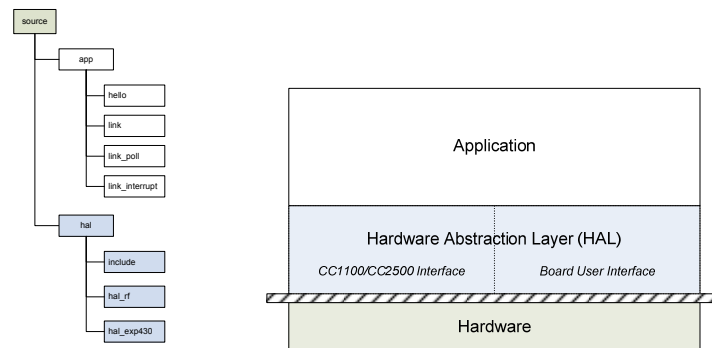 source
app
hello
link
link_poll
link_interrupt
hal
include
hal_rf
hal_exp430
Application
Hardware Abstraction Layer (HAL)
CC1100/CC2500 Interface
Board User Interface
Hardware